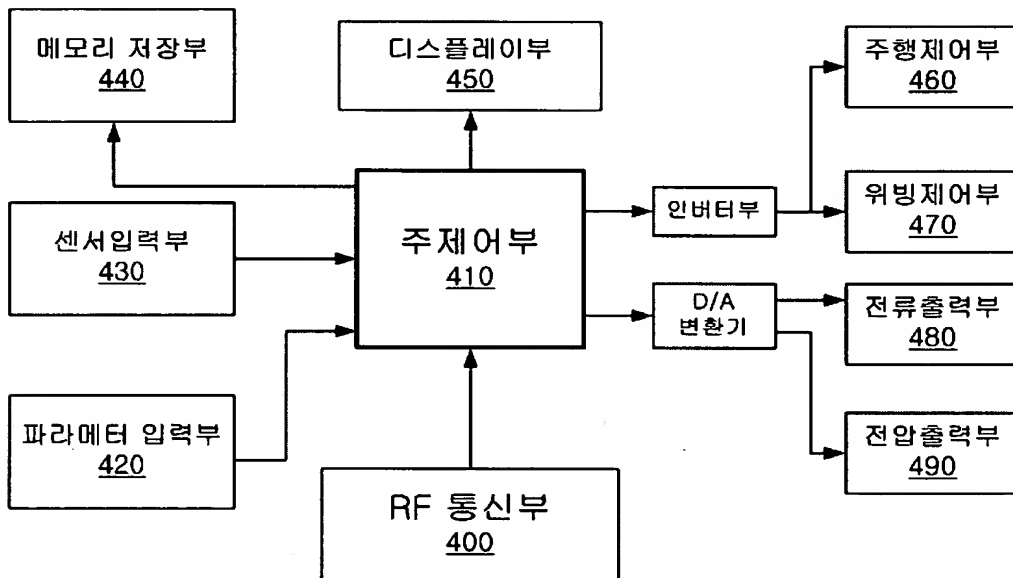 메모리 저장부
440
디스플레이부
450
주행제어부
460
센서입력부
430
주제어부
410
인버터부
위빙제어부
470
D/A
변환기
전류출력부
480
파라메터 입력부
420
RF 통신부
400
전압출력부
490